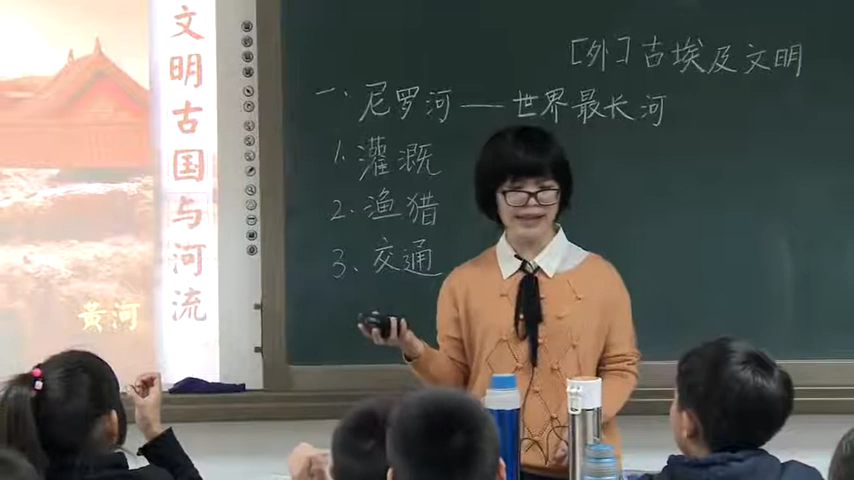 文明古国与河流
黄河
[外]古埃及文明
一、尼罗河——世界最长河
1.灌溉
2.渔猎
3.交通